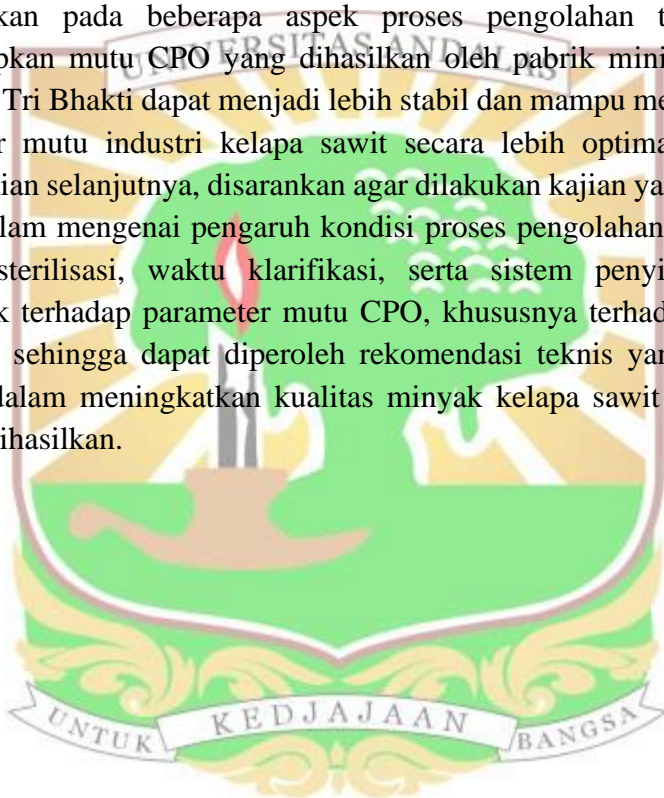 kan pada beberapa aspek proses pengolahan t
pkan mutu CPO yang dihasilkan oleh pabrik mini
UNIVERSITAS ANDALAS
Tri Bhakti dapat menjadi lebih stabil dan mampu me
r mutu industri kelapa sawit secara lebih optima
ian selanjutnya, disarankan agar dilakukan kajian ya
lam mengenai pengaruh kondisi proses pengolahan
sterilisasi, waktu klarifikasi, serta sistem penyi
k terhadap parameter mutu CPO, khususnya terhad
sehingga dapat diperoleh rekomendasi teknis yan
dalam meningkatkan kualitas minyak kelapa sawit
ihasilkan.
UNTUK KEDJAJAAN BANGSA